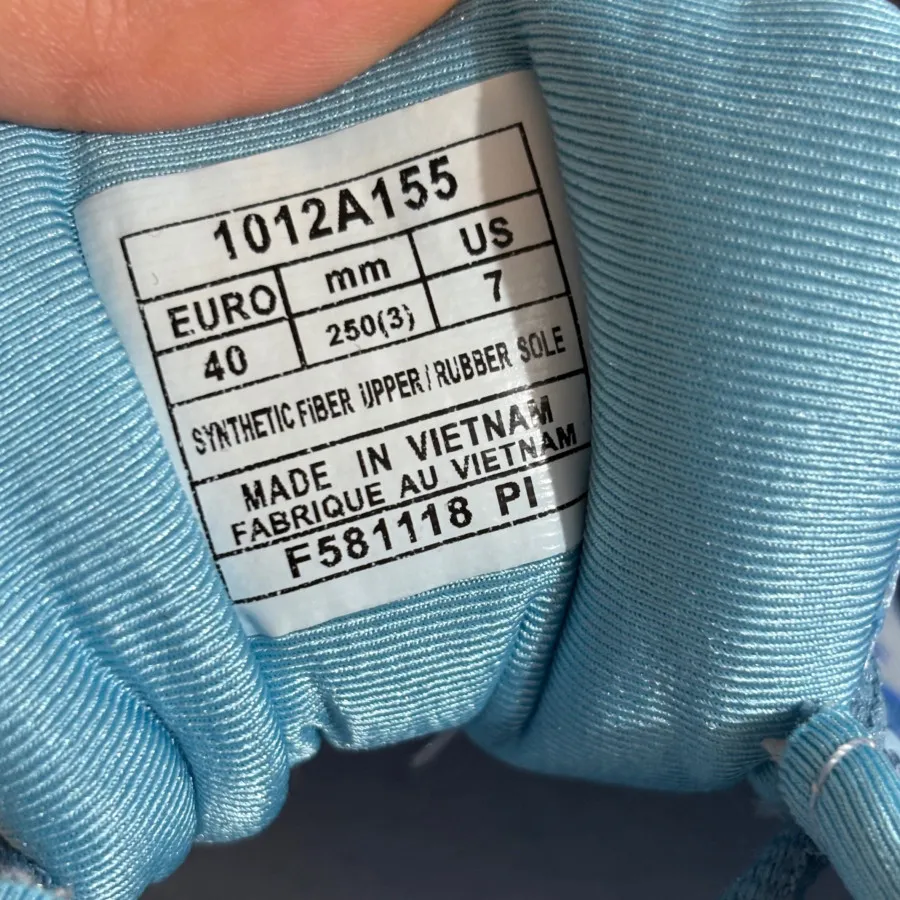 1012A155
EURO mm US
40 250(3) 7
SYNTHETIC FiBER UPPER / RUBBER SOLE
MADE IN VIETNAM
FABRIQUE AU VIETNAM
F581118 PI